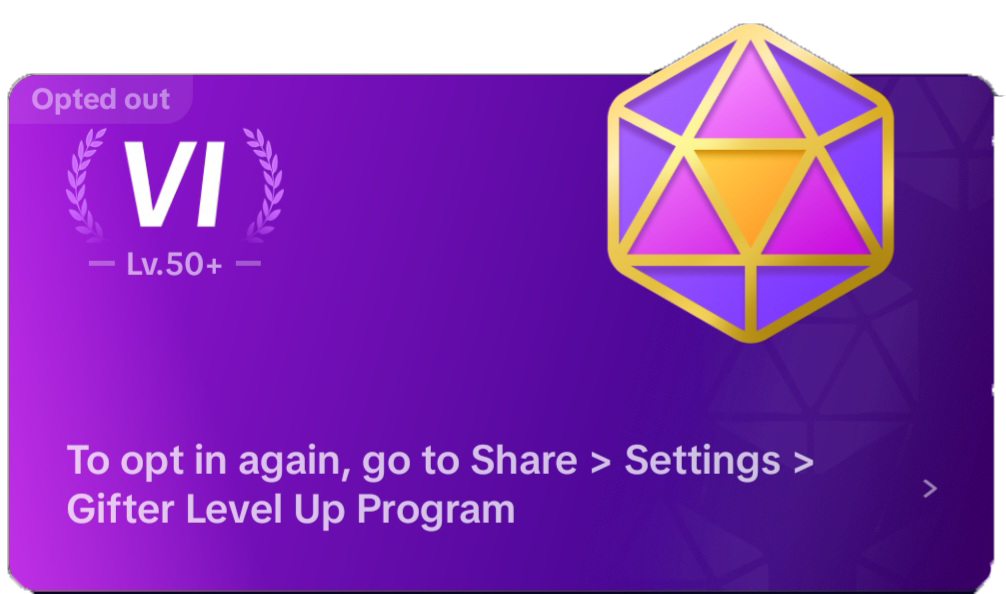 Opted out
VI
Lv.50+
To opt in again, go to Share > Settings >
Gifter Level Up Program